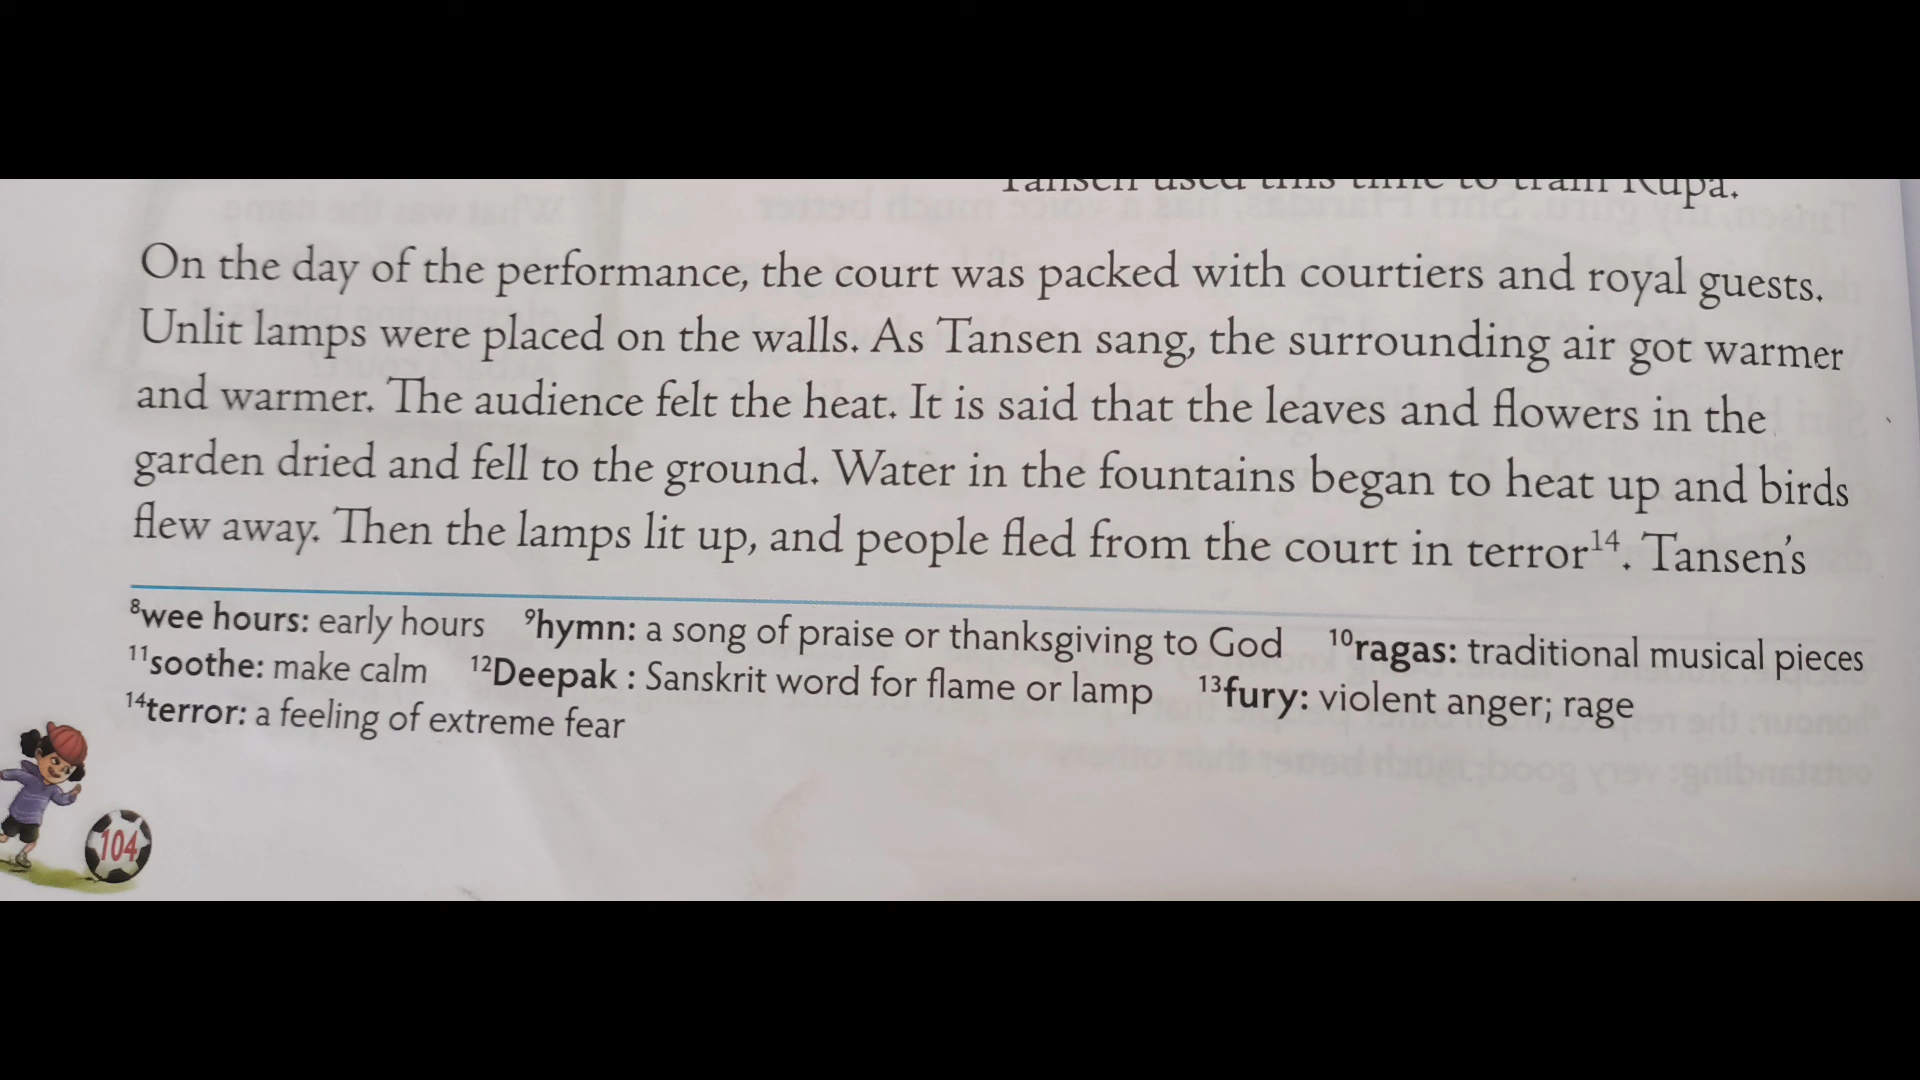 Tansen used this time to train Rupa.
On the day of the performance, the court was packed with courtiers and royal guests.
Unlit lamps were placed on the walls. As Tansen sang, the surrounding air got warmer
and warmer. The audience felt the heat. It is said that the leaves and flowers in the
garden dried and fell to the ground. Water in the fountains began to heat up and birds
flew away. Then the lamps lit up, and people fled from the court in terror¹⁴. Tansen's
⁸wee hours: early hours ⁹hymn: a song of praise or thanksgiving to God ¹⁰ragas: traditional musical pieces
¹¹soothe: make calm ¹²Deepak : Sanskrit word for flame or lamp ¹³fury: violent anger; rage
¹⁴terror: a feeling of extreme fear
104